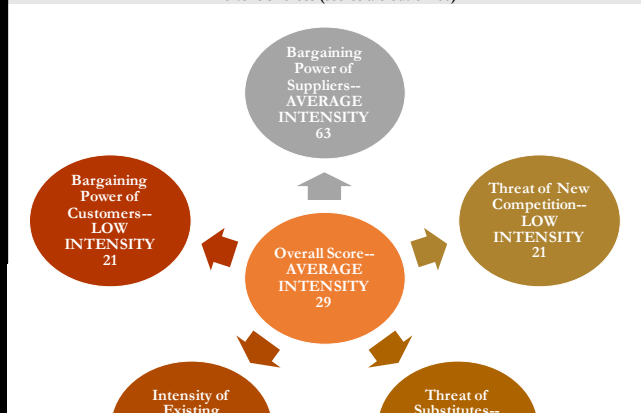 Bargaining
Power of
Suppliers--
AVERAGE
INTENSITY
63
Bargaining
Power of
Customers--
LOW
INTENSITY
21
Threat of New
Competition--
LOW
INTENSITY
21
Overall Score--
AVERAGE
INTENSITY
29
Intensity of
Existing
Threat of
Substitutes--